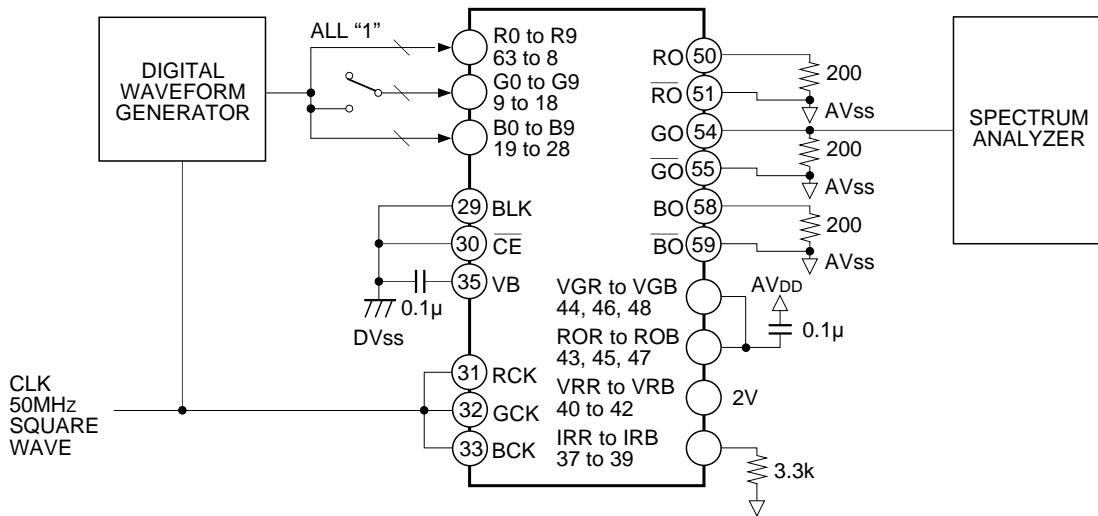 ALL “1”
DIGITAL
WAVEFORM
GENERATOR
R0 to R9
63 to 8
G0 to G9
9 to 18
B0 to B9
19 to 28
29 BLK
30 CE
35 VB
0.1μ
DVss
CLK
50MHz
SQUARE
WAVE
31 RCK
32 GCK
33 BCK
RO 50
RO 51
GO 54
GO 55
BO 58
BO 59
VGR to VGB
44, 46, 48
ROR to ROB
43, 45, 47
VRR to VRB
40 to 42
IRR to IRB
37 to 39
200
AVss
200
AVss
200
AVss
AVDD
0.1μ
2V
3.3k
SPECTRUM
ANALYZER